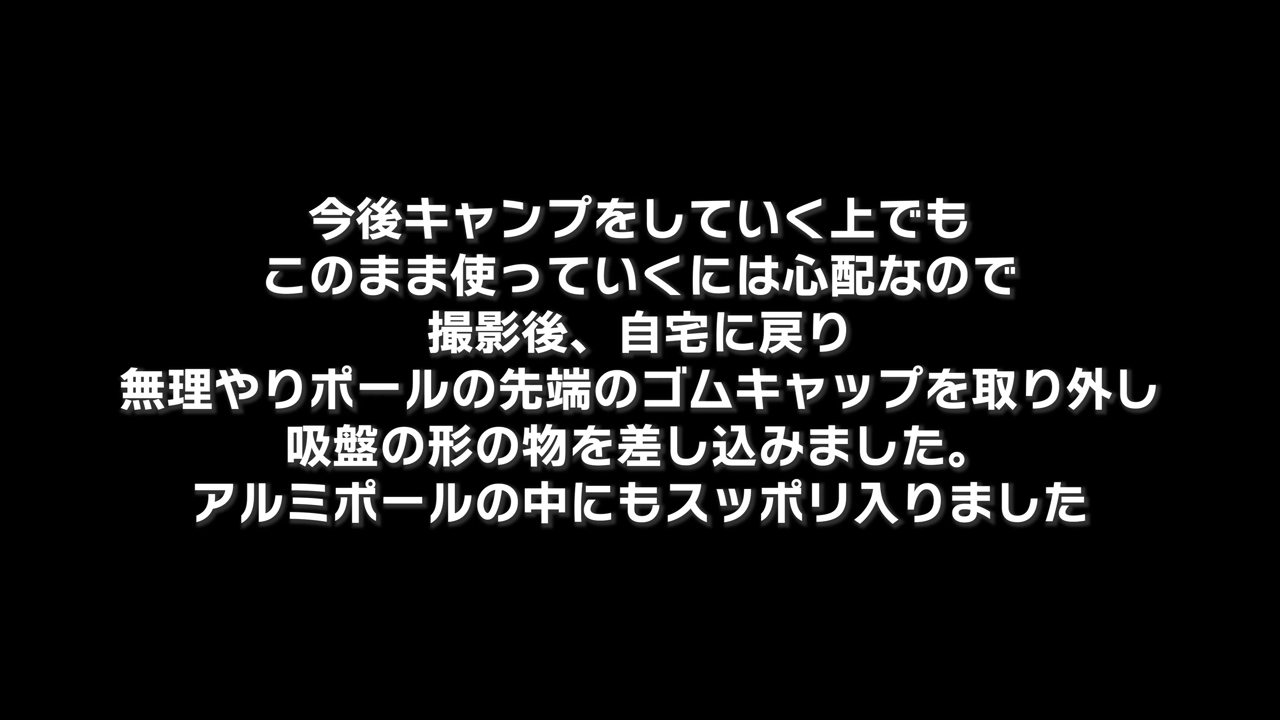 今後キャンプをしていく上でも
このまま使っていくには心配なので
撮影後、自宅に戻り
無理やりポールの先端のゴムキャップを取り外し
吸盤の形の物を差し込みました。
アルミポールの中にもスッポリ入りました